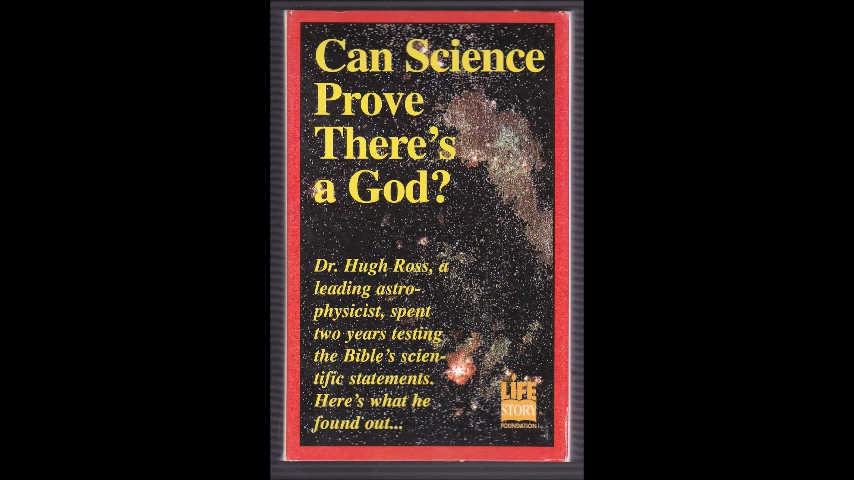 Can Science
Prove
There's
a God?
Dr. Hugh Ross, a
leading astro-
physicist, spent
two years testing
the Bible's scien-
tific statements.
Here's what he
found out...
LIFE
STORY
FOUNDATION